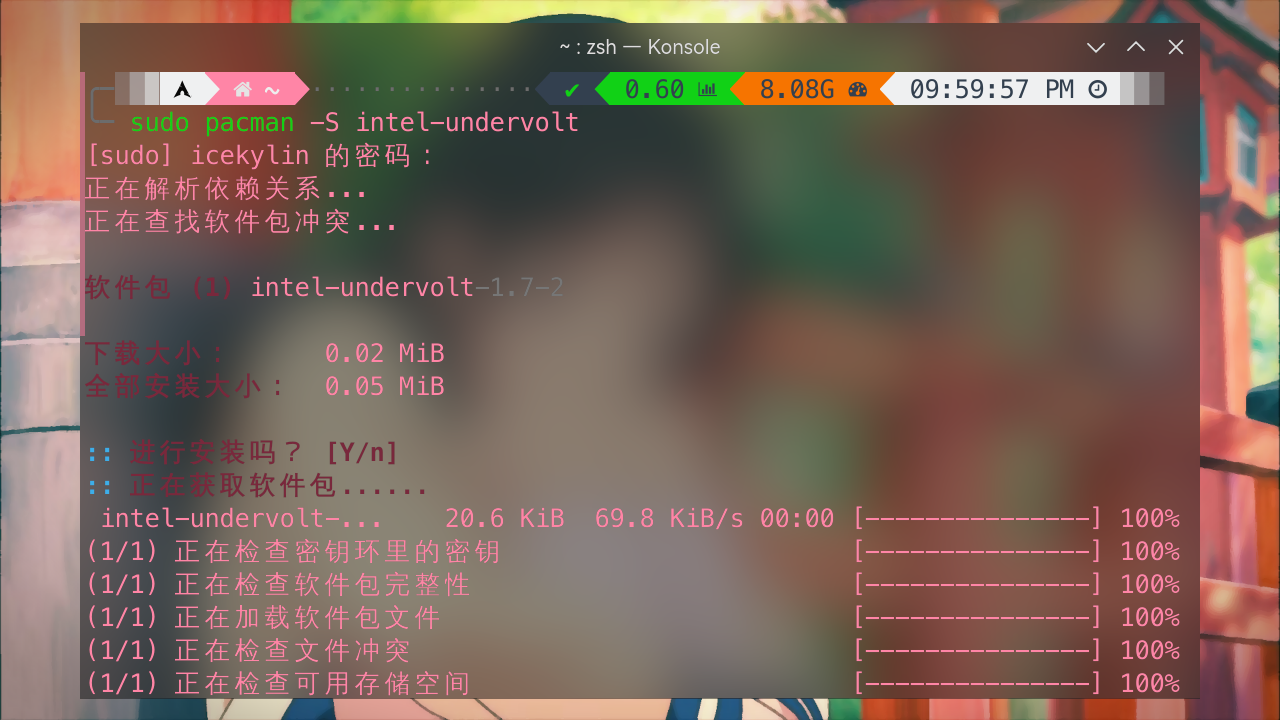 ~ : zsh — Konsole
~ ··············· ✔ 0.60 8.08G 09:59:57 PM
sudo pacman -S intel-undervolt
[sudo] icekylin 的密码：
正在解析依赖关系...
正在查找软件包冲突...
软件包 (1) intel-undervolt-1.7-2
下载大小： 0.02 MiB
全部安装大小： 0.05 MiB
:: 进行安装吗？ [Y/n]
:: 正在获取软件包......
intel-undervolt-... 20.6 KiB 69.8 KiB/s 00:00 [---------------] 100%
(1/1) 正在检查密钥环里的密钥 [---------------] 100%
(1/1) 正在检查软件包完整性 [---------------] 100%
(1/1) 正在加载软件包文件 [---------------] 100%
(1/1) 正在检查文件冲突 [---------------] 100%
(1/1) 正在检查可用存储空间 [---------------] 100%